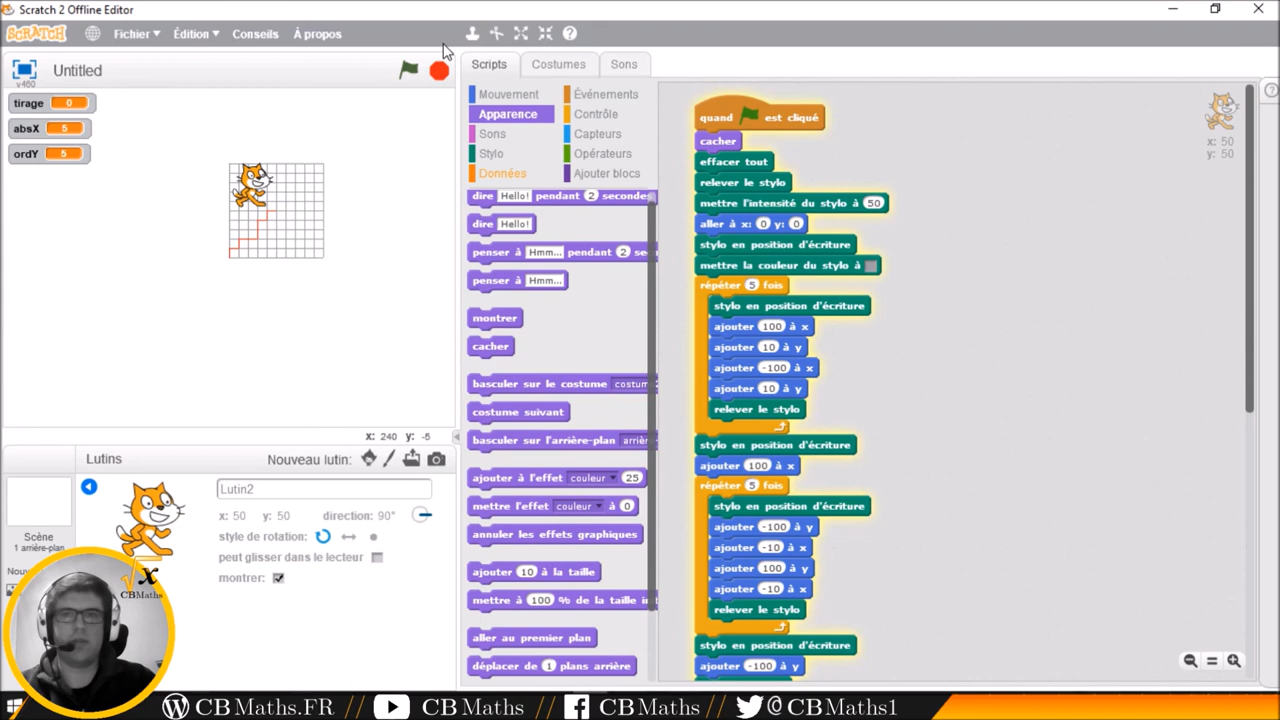 Scratch 2 Offline Editor
SCRATCH Fichier Édition Conseils À propos
v460 Untitled
tirage 0
absX 5
ordY 5
x: 240 y: -5
Lutins Nouveau lutin:
Lutin2
x: 50 y: 50 direction: 90°
style de rotation:
peut glisser dans le lecteur
montrer:
Scène
1 arrière-plan
√x
CBMaths
Scripts Costumes Sons
Mouvement Événements
Apparence Contrôle
Sons Capteurs
Stylo Opérateurs
Données Ajouter blocs
dire Hello! pendant 2 secondes
dire Hello!
penser à Hmm... pendant 2 sec
penser à Hmm...
montrer
cacher
basculer sur le costume costum
costume suivant
basculer sur l'arrière-plan arriè
ajouter à l'effet couleur 25
mettre l'effet couleur à 0
annuler les effets graphiques
ajouter 10 à la taille
mettre à 100 % de la taille in
aller au premier plan
déplacer de 1 plans arrière
quand est cliqué
cacher
effacer tout
relever le stylo
mettre l'intensité du stylo à 50
aller à x: 0 y: 0
stylo en position d'écriture
mettre la couleur du stylo à
répéter 5 fois
stylo en position d'écriture
ajouter 100 à x
ajouter 10 à y
ajouter -100 à x
ajouter 10 à y
relever le stylo
stylo en position d'écriture
ajouter 100 à x
répéter 5 fois
stylo en position d'écriture
ajouter -100 à y
ajouter -10 à x
ajouter 100 à y
ajouter -10 à x
relever le stylo
stylo en position d'écriture
ajouter -100 à y
x: 50
y: 50
CBMaths.FR CBMaths CBMaths @CBMaths1